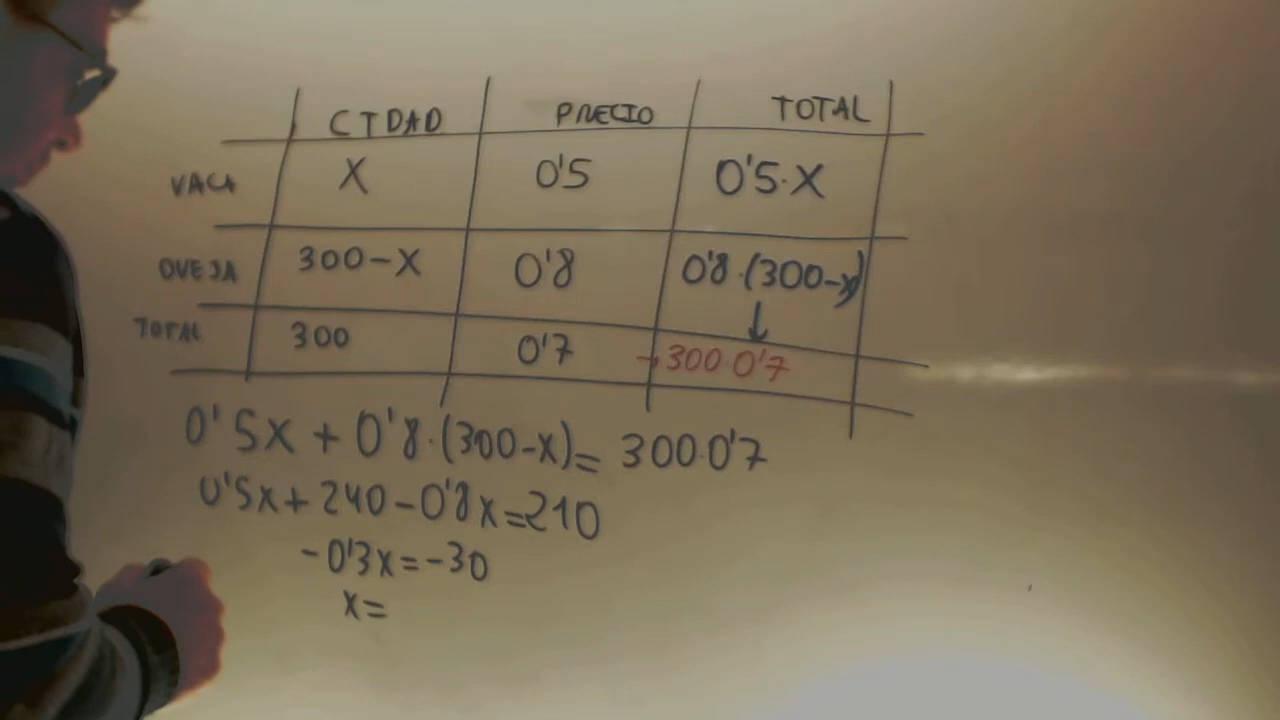 CTDAD PRECIO TOTAL
VACA X 0'5 0'5·X
OVEJA 300-X 0'8 0'8·(300-x)
TOTAL 300 0'7 300 0'7
0'5X + 0'8·(300-X)= 300·0'7
0'5x+240-0'8x=210
-0'3x=-30
x=